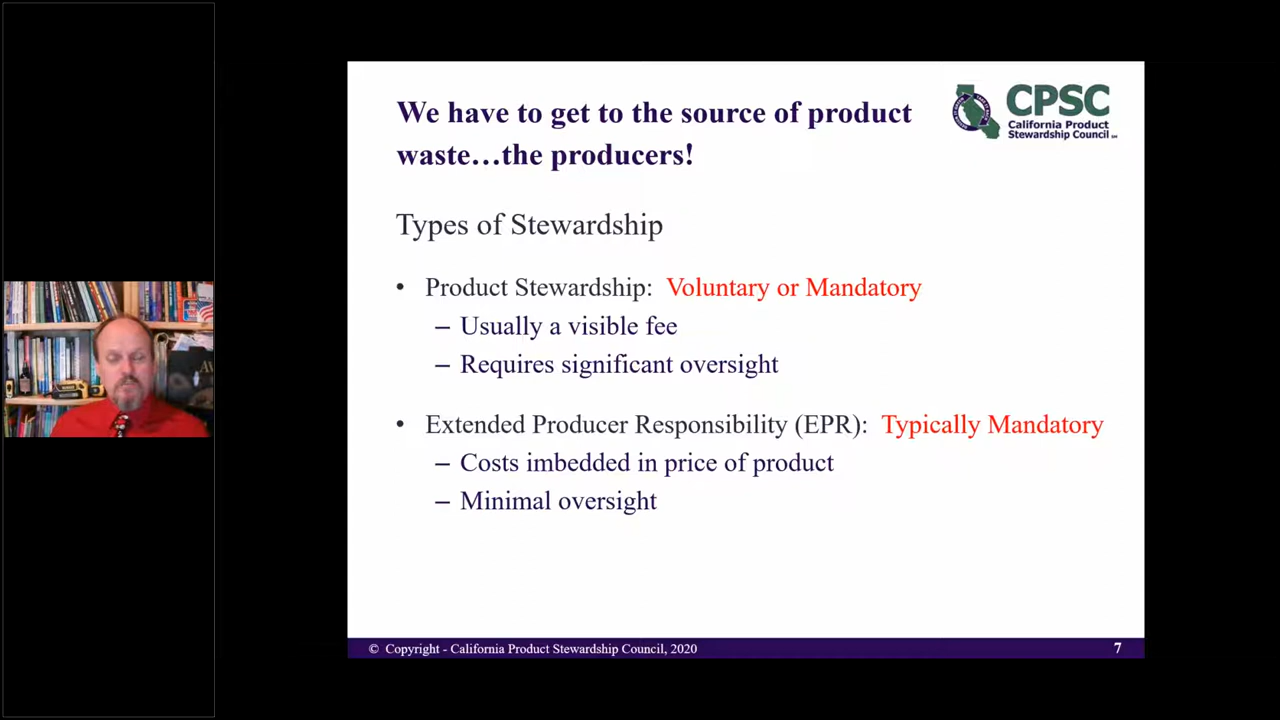 We have to get to the source of product
waste…the producers!
CPSC
California Product
Stewardship Council
Types of Stewardship
• Product Stewardship: Voluntary or Mandatory
– Usually a visible fee
– Requires significant oversight
• Extended Producer Responsibility (EPR): Typically Mandatory
– Costs imbedded in price of product
– Minimal oversight
© Copyright - California Product Stewardship Council, 2020
7